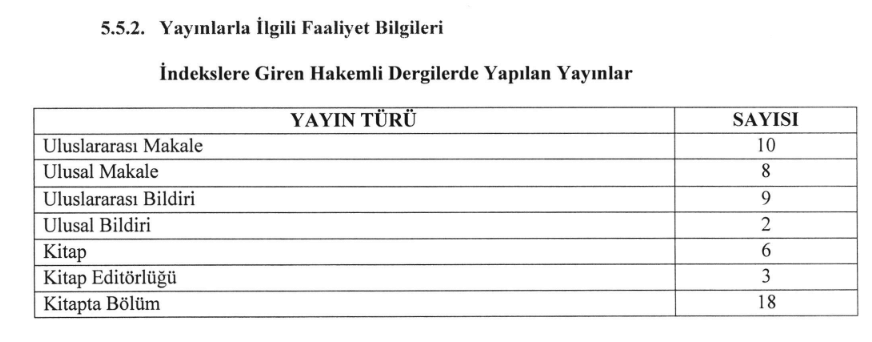 5.5.2. Yayınlarla İlgili Faaliyet Bilgileri
İndekslere Giren Hakemli Dergilerde Yapılan Yayınlar
YAYIN TÜRÜ SAYISI
Uluslararası Makale 10
Ulusal Makale 8
Uluslararası Bildiri 9
Ulusal Bildiri 2
Kitap 6
Kitap Editörlüğü 3
Kitapta Bölüm 18